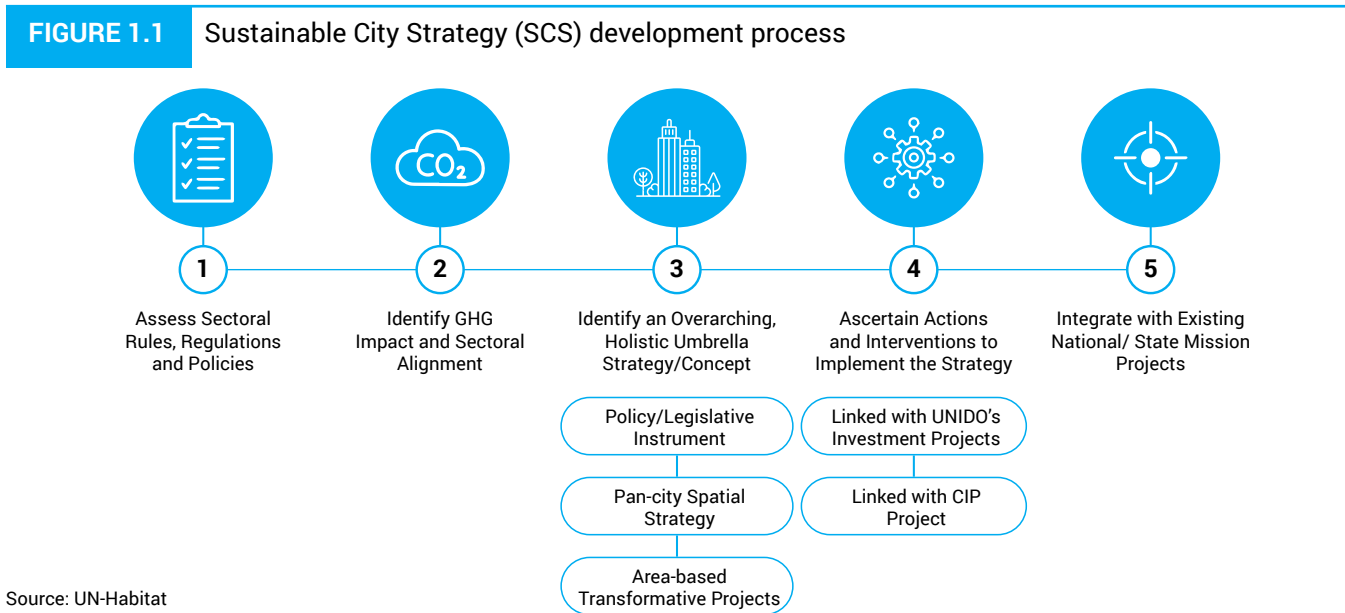 FIGURE 1.1
Sustainable City Strategy (SCS) development process
CO₂
1
Assess Sectoral
Rules, Regulations
and Policies
2
Identify GHG
Impact and Sectoral
Alignment
3
Identify an Overarching,
Holistic Umbrella
Strategy/Concept
Policy/Legislative
Instrument
Pan-city Spatial
Strategy
Area-based
Transformative Projects
4
Ascertain Actions
and Interventions to
Implement the Strategy
Linked with UNIDO's
Investment Projects
Linked with CIP
Project
5
Integrate with Existing
National/ State Mission
Projects
Source: UN-Habitat